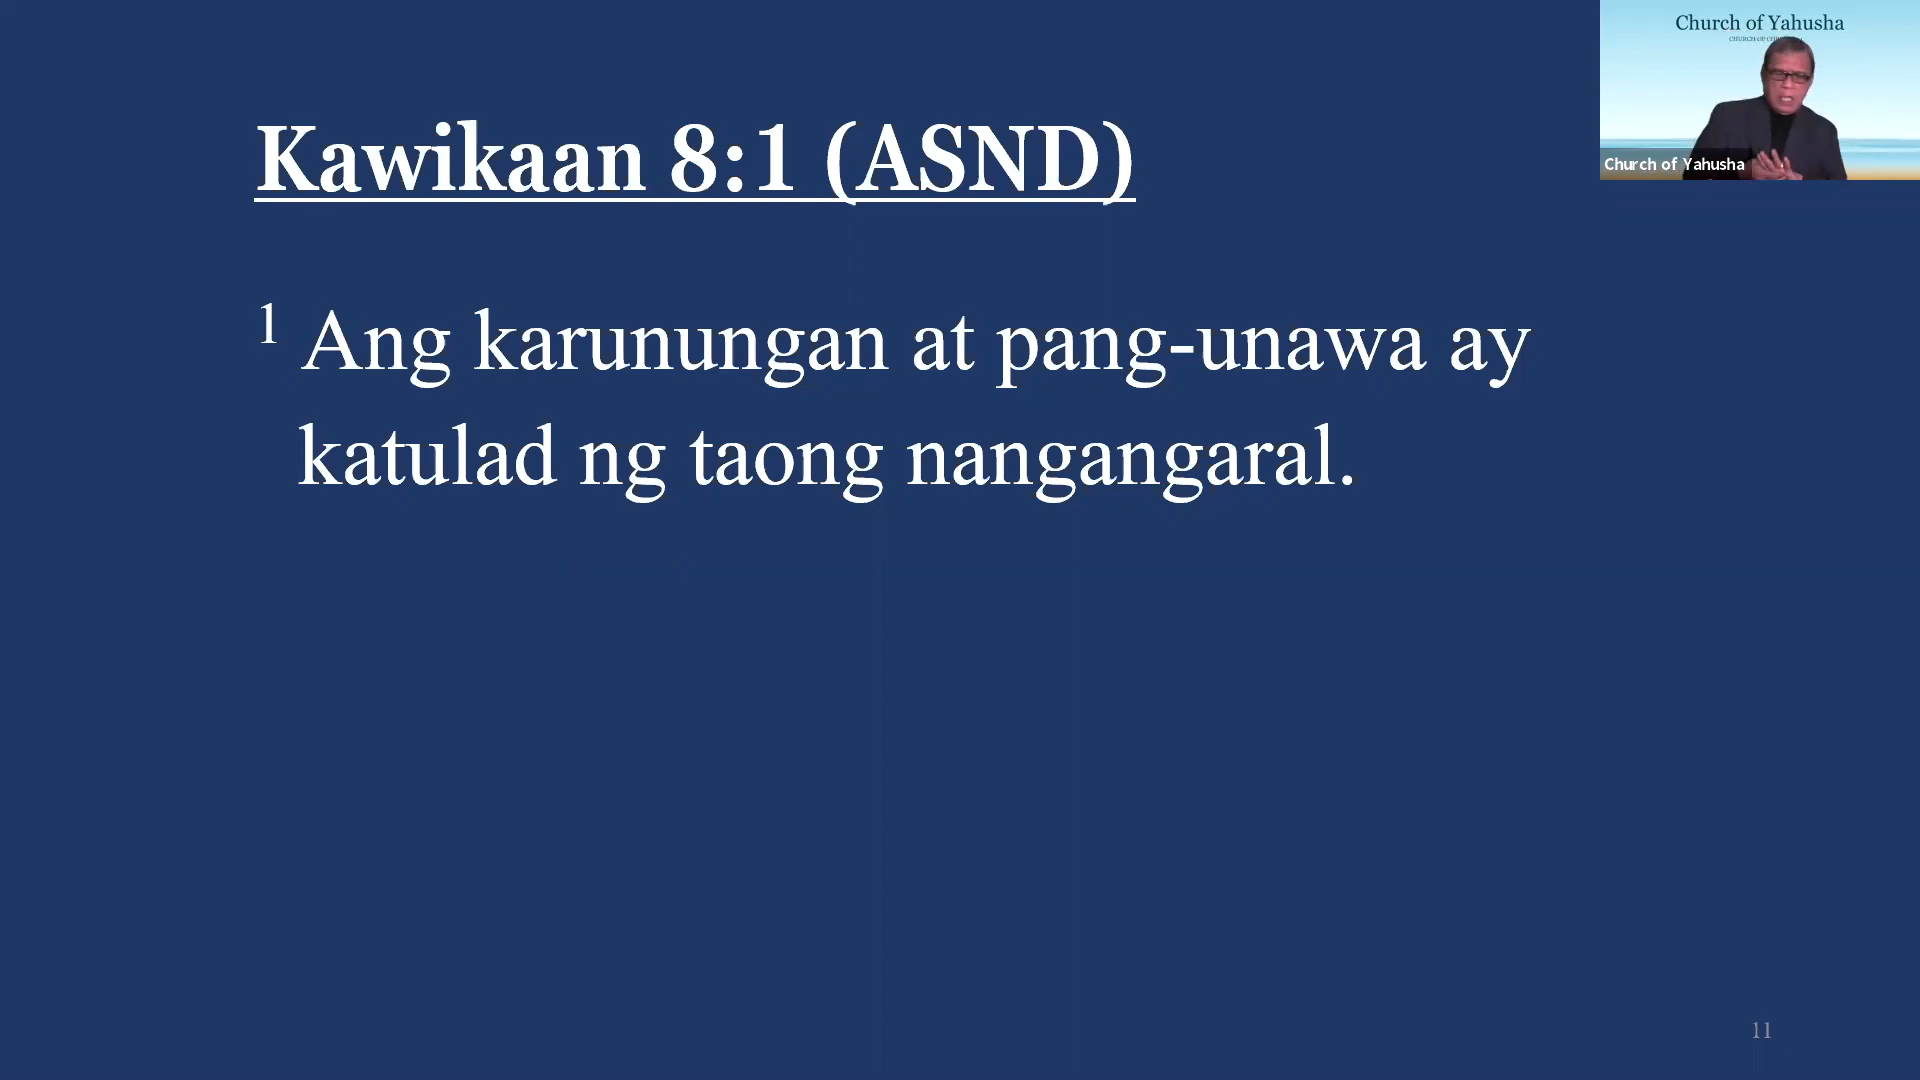 Kawikaan 8:1 (ASND)
1 Ang karunungan at pang-unawa ay
katulad ng taong nangangaral.
Church of Yahusha
Church of Yahusha
11